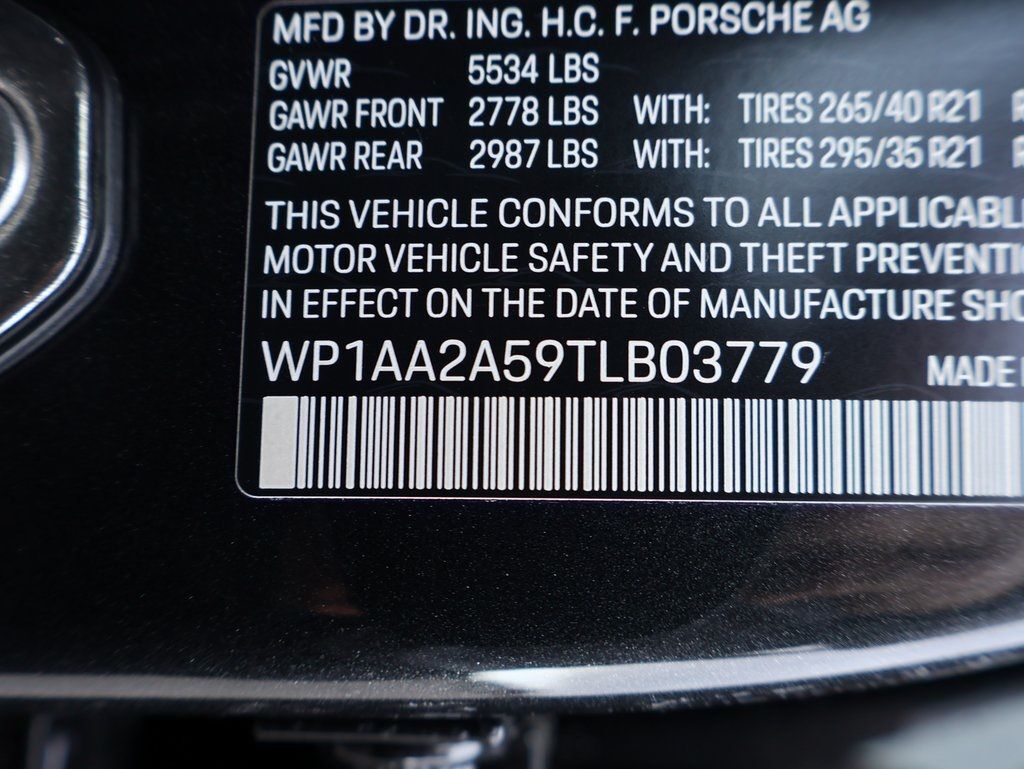 MFD BY DR. ING. H.C. F. PORSCHE AG
GVWR 5534 LBS
GAWR FRONT 2778 LBS WITH: TIRES 265/40 R21
GAWR REAR 2987 LBS WITH: TIRES 295/35 R21
THIS VEHICLE CONFORMS TO ALL APPLICABL
MOTOR VEHICLE SAFETY AND THEFT PREVENTI
IN EFFECT ON THE DATE OF MANUFACTURE SHO
WP1AA2A59TLB03779 MADE